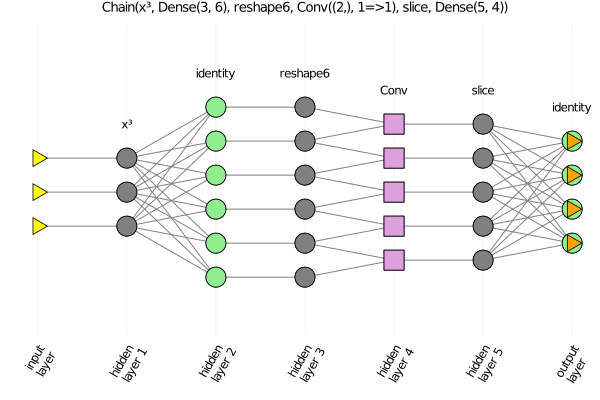 Chain(x³, Dense(3, 6), reshape6, Conv((2,), 1=>1), slice, Dense(5, 4))
identity
reshape6
Conv
slice
identity
x³
input
layer
hidden
layer 1
hidden
layer 2
hidden
layer 3
hidden
layer 4
hidden
layer 5
output
layer